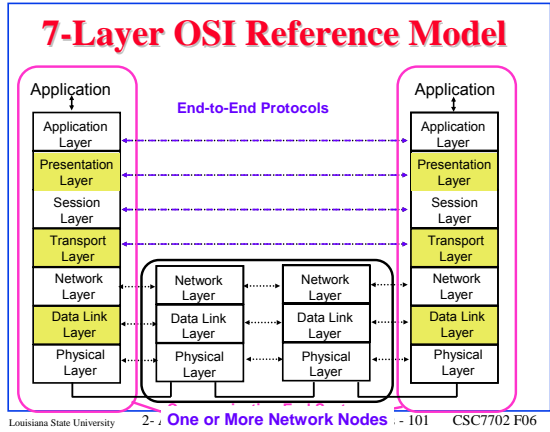 7-Layer OSI Reference Model
Application
Application
End-to-End Protocols
Application
Layer
Presentation
Layer
Session
Layer
Transport
Layer
Network
Layer
Data Link
Layer
Physical
Layer
Network
Layer
Data Link
Layer
Physical
Layer
Network
Layer
Data Link
Layer
Physical
Layer
Application
Layer
Presentation
Layer
Session
Layer
Transport
Layer
Network
Layer
Data Link
Layer
Physical
Layer
One or More Network Nodes
Louisiana State University 2- - 101 CSC7702 F06